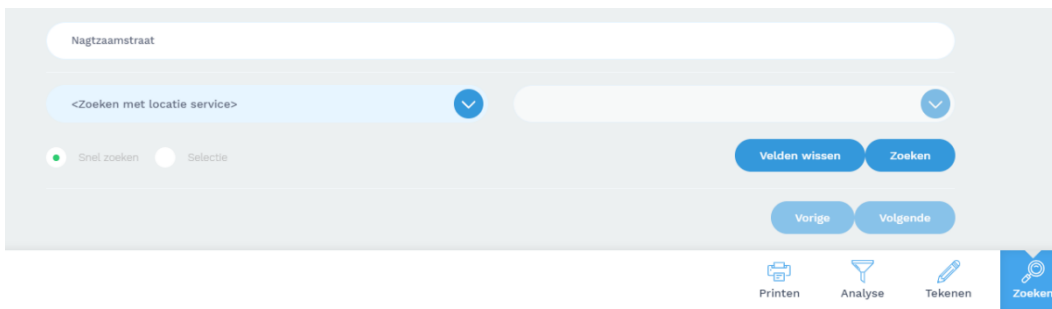 Nagtzaamstraat
<Zoeken met locatie service>
Snel zoeken Selectie
Velden wissen Zoeken
Vorige Volgende
Printen Analyse Tekenen Zoeken